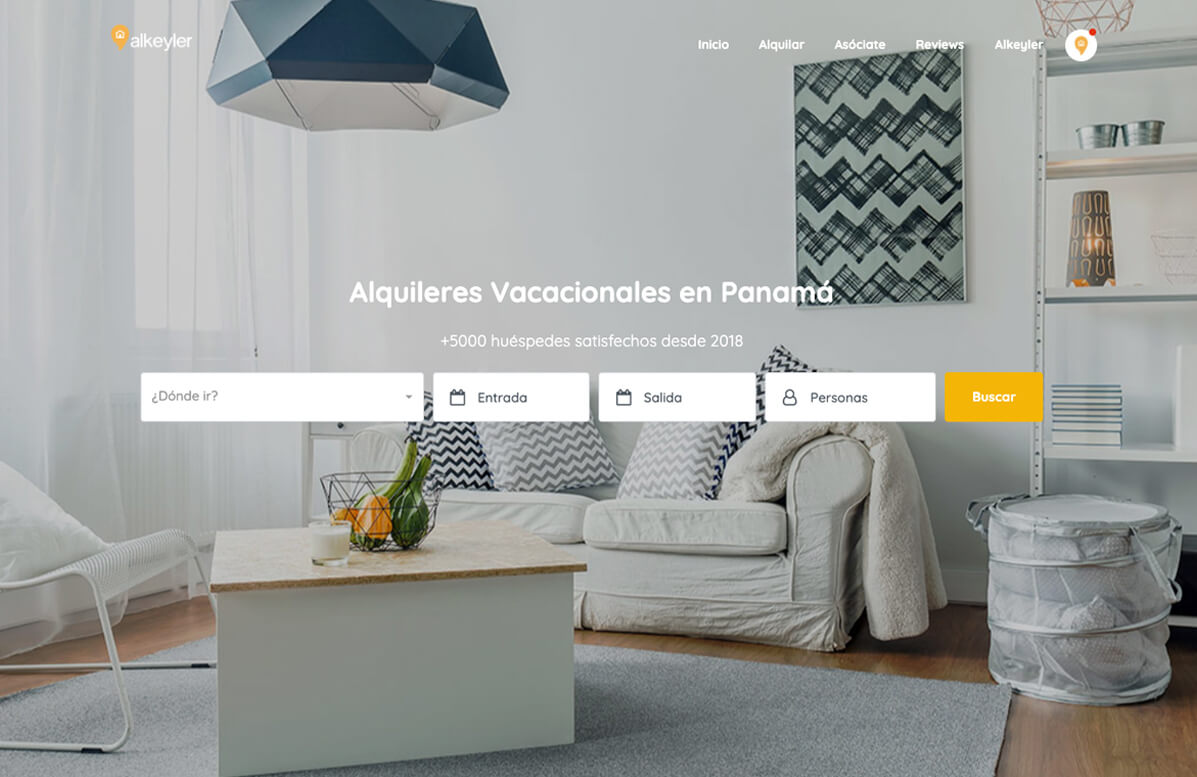 alkeyler
Inicio Alquilar Asóciate Reviews Alkeyler
Alquileres Vacacionales en Panamá
+5000 huéspedes satisfechos desde 2018
¿Dónde ir? Entrada Salida Personas Buscar